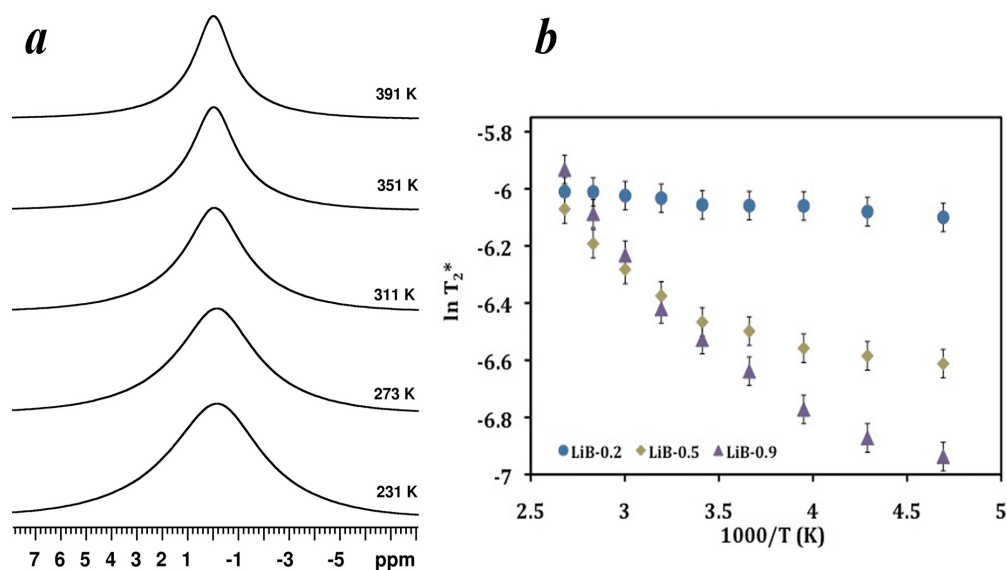 a
391 K
351 K
311 K
273 K
231 K
7 6 5 4 3 2 1 -1 -3 -5 ppm
b
-5.8
-6
-6.2
-6.4
-6.6
-6.8
-7
ln T2*
LiB-0.2 LiB-0.5 LiB-0.9
2.5 3 3.5 4 4.5 5
1000/T (K)